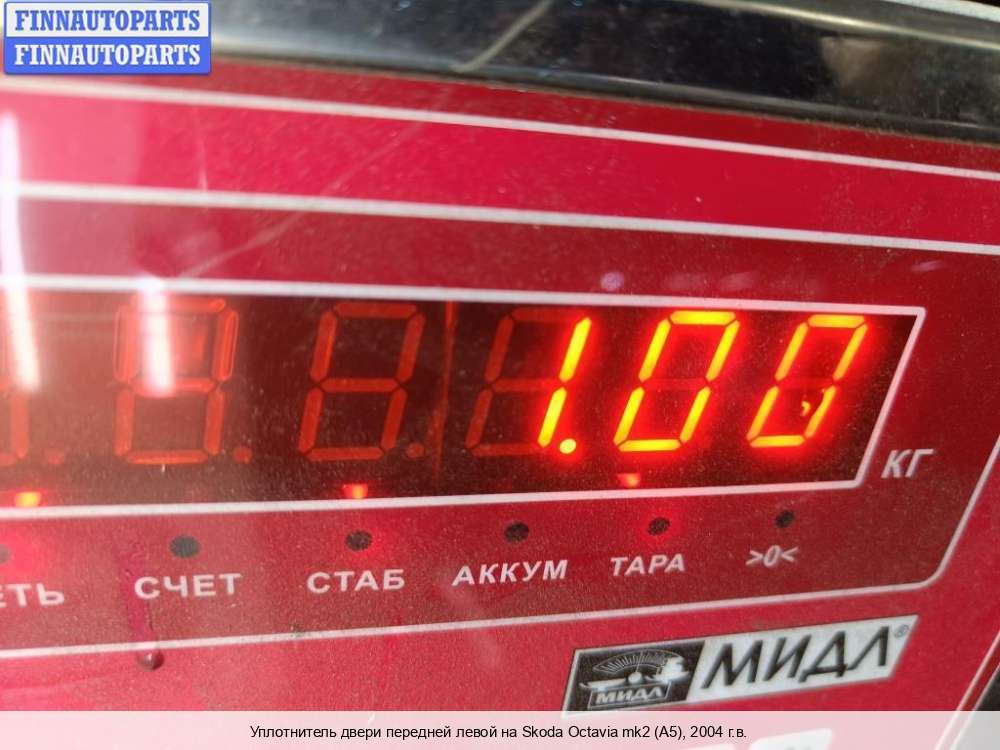 FINNAUTOPARTS
FINNAUTOPARTS
1.00
КГ
ЕТЬ СЧЕТ СТАБ АККУМ ТАРА >0<
МИДЛ МИДЛ®
Уплотнитель двери передней левой на Skoda Octavia mk2 (A5), 2004 г.в.